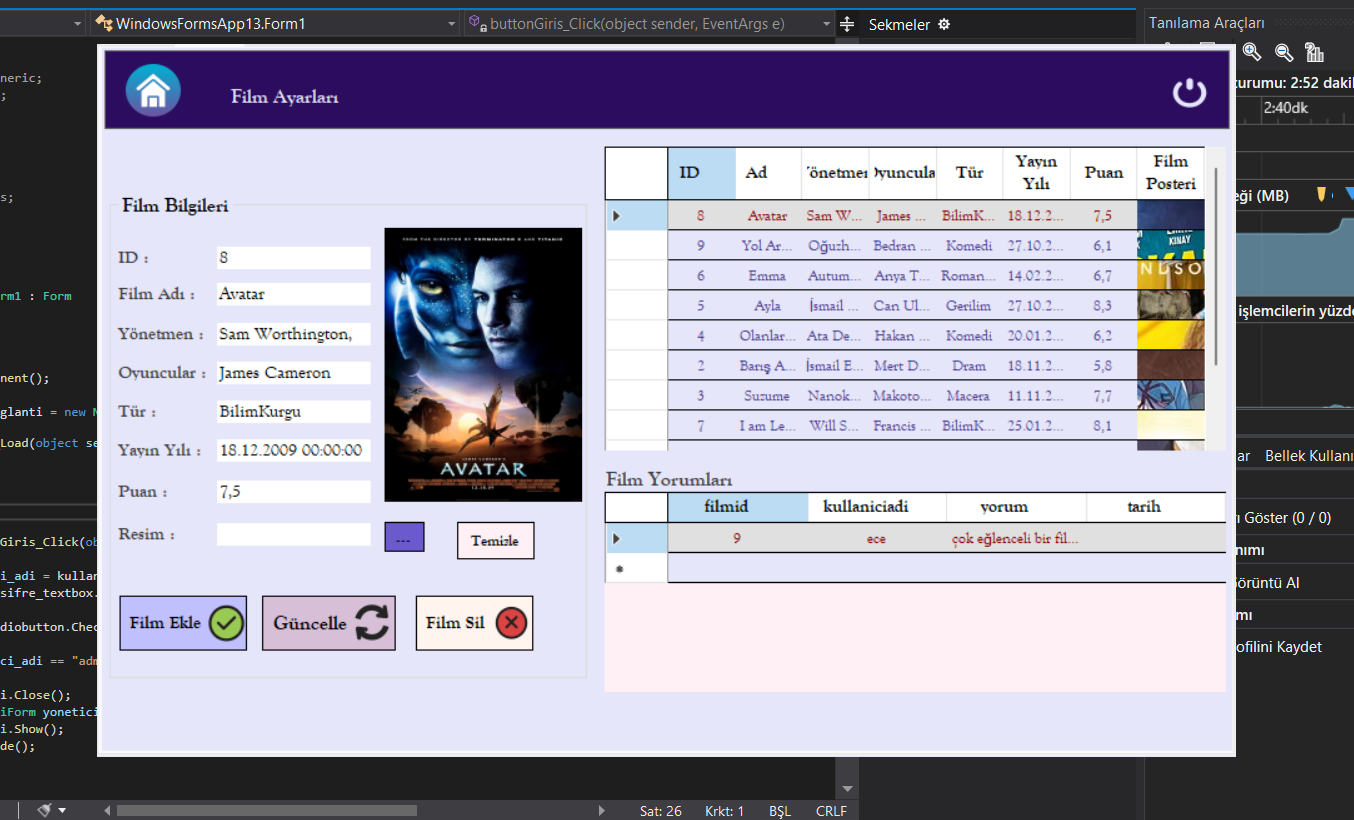 WindowsFormsApp13.Form1
buttonGiris_Click(object sender, EventArgs e)
Sekmeler
Tanılama Araçları
neric;
;
s;
rm1 : Form
nent();
glanti = new
_Load(object se
Giris_Click(ob
i_adi = kullan
sifre_textbox.
diobutton.Chec
ci_adi == "adm
i.Close();
iForm yonetici
i.Show();
de();
Film Ayarları
Film Bilgileri
ID : 8
Film Adı : Avatar
Yönetmen : Sam Worthington,
Oyuncular : James Cameron
Tür : BilimKurgu
Yayın Yılı : 18.12.2009 00:00:00
Puan : 7,5
Resim :
...
Temizle
FROM THE DIRECTOR OF TERMINATOR 2 AND TITANIC
AVATAR
Film Ekle
Güncelle
Film Sil
ID Ad Yönetmen Oyuncula Tür Yayın Yılı Puan Film Posteri
8 Avatar Sam W... James ... BilimK... 18.12.2... 7,5
9 Yol Ar... Oğuzh... Bedran ... Komedi 27.10.2... 6,1
KINAY
6 Emma Autum... Anya T... Roman... 14.02.2... 6,7
NDSO
5 Ayla İsmail ... Can Ul... Gerilim 27.10.2... 8,3
4 Olanlar... Ata De... Hakan ... Komedi 20.01.2... 6,2
2 Barış A... İsmail E... Mert D... Dram 18.11.2... 5,8
3 Suzume Nanok... Makoto... Macera 11.11.2... 7,7
7 I am Le... Will S... Francis ... BilimK... 25.01.2... 8,1
Film Yorumları
filmid kullaniciadi yorum tarih
9 ece çok eğlenceli bir fil...
urumu: 2:52 dakil
2:40dk
eği (MB)
işlemcilerin yüzde
ar Bellek Kullanı
ı Göster (0 / 0)
nımı
Görüntü Al
mı
ofilini Kaydet
Sat: 26 Krkt: 1 BŞL CRLF